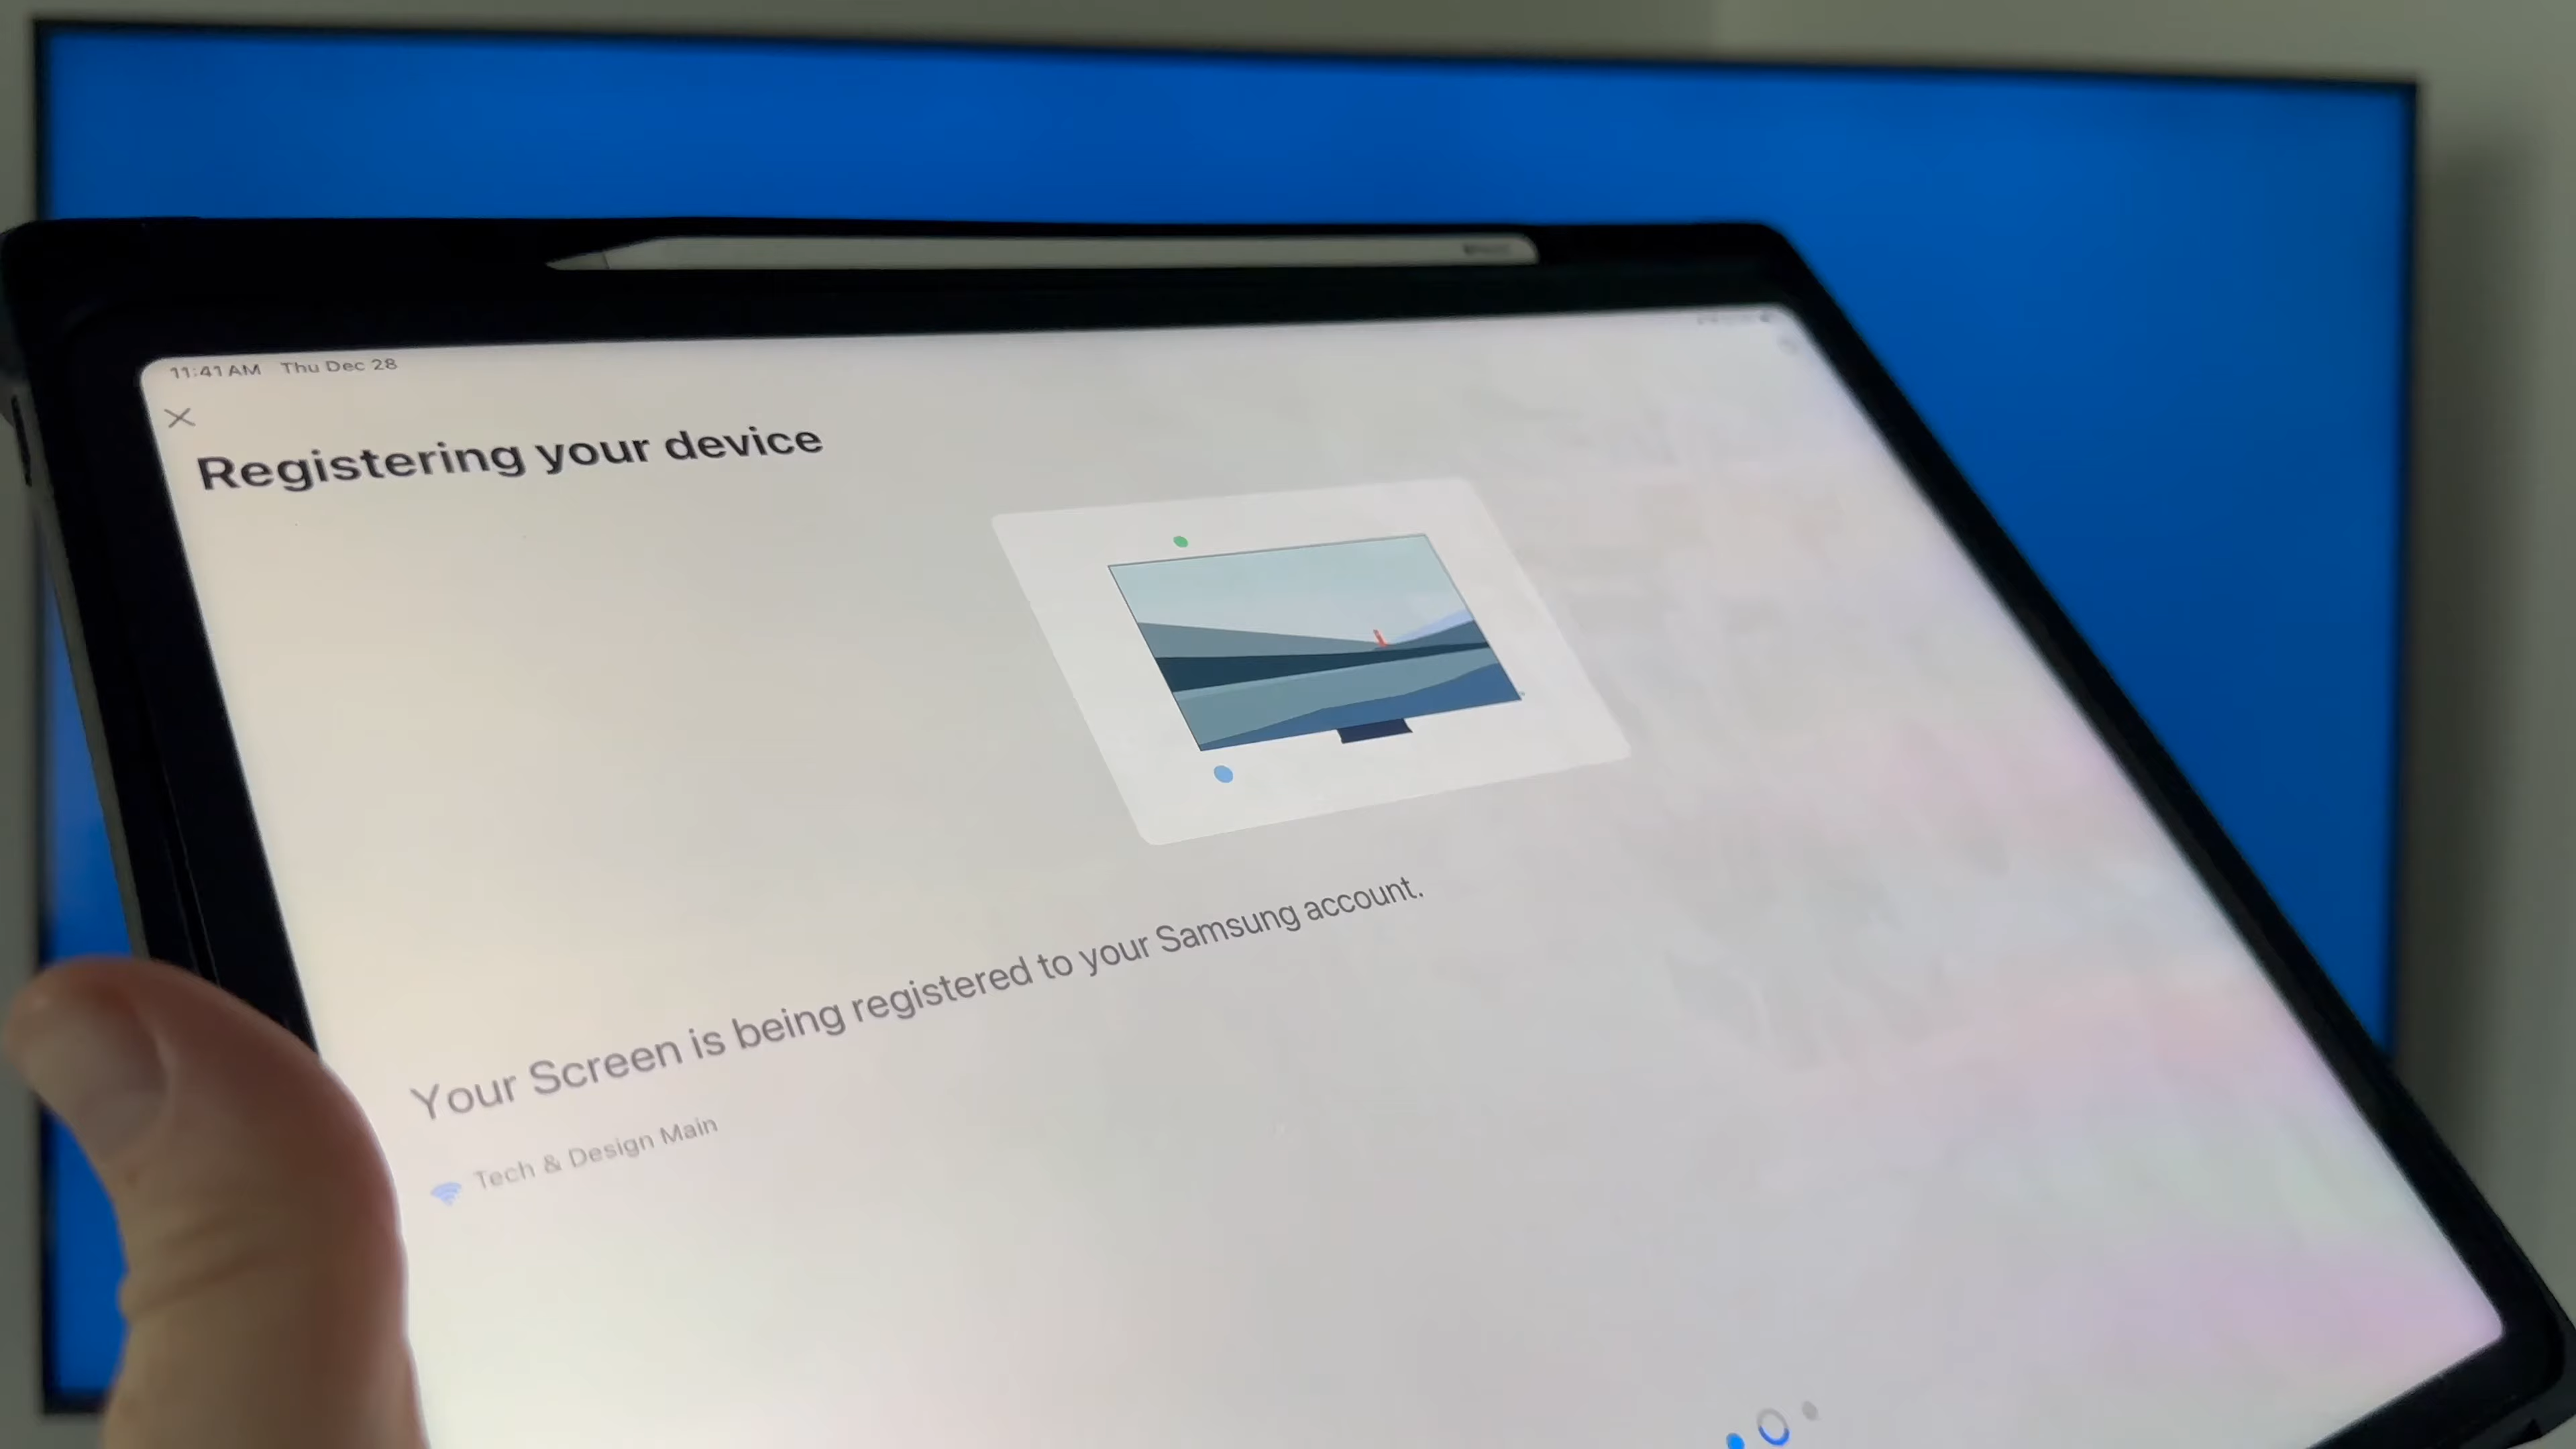 11:41 AM Thu Dec 28
Registering your device
Your Screen is being registered to your Samsung account.
Tech & Design Main